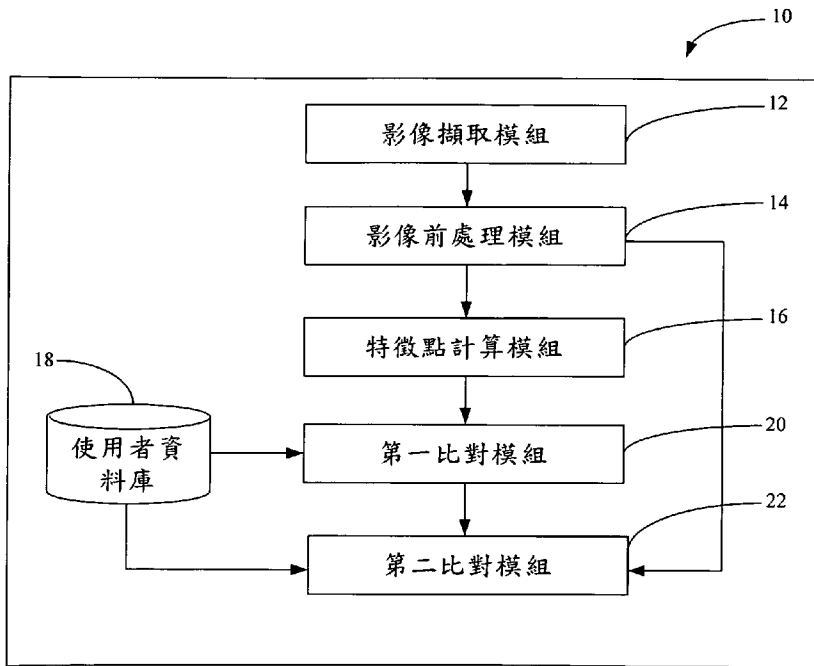 10
12
影像擷取模組
14
影像前處理模組
16
特徵點計算模組
18
使用者資
料庫
20
第一比對模組
22
第二比對模組